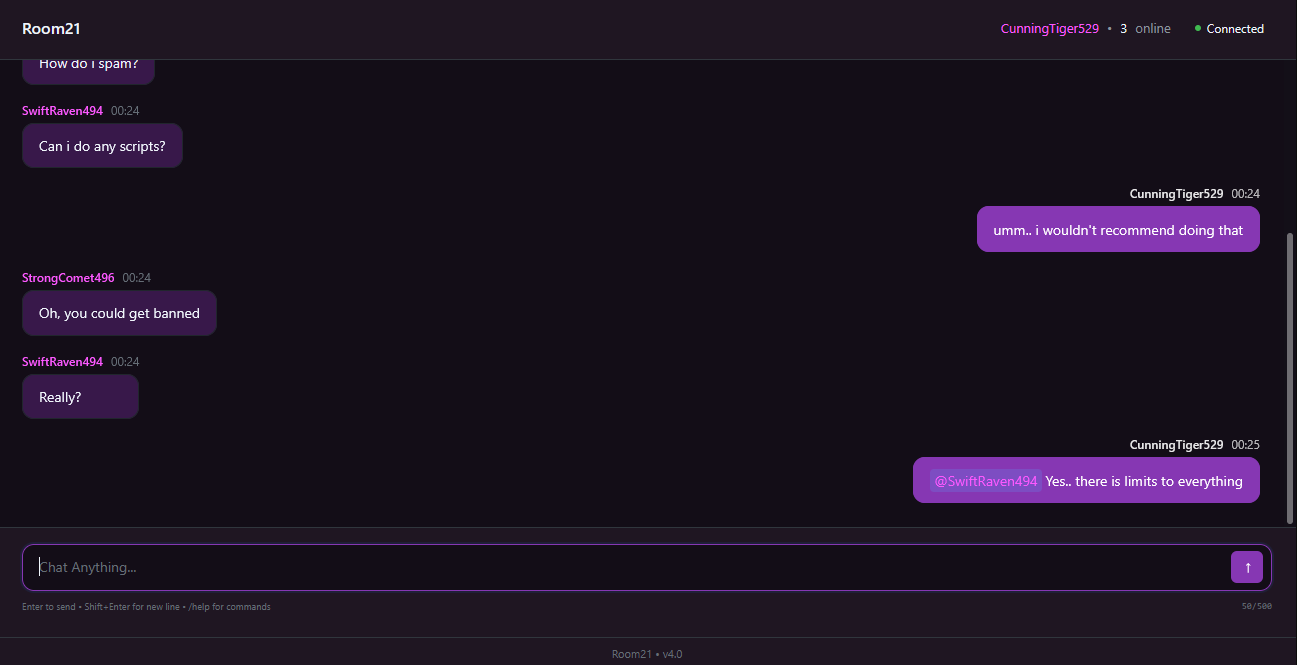 Room21
CunningTiger529 • 3 online Connected
How do i spam?
SwiftRaven494 00:24
Can i do any scripts?
CunningTiger529 00:24
umm.. i wouldn't recommend doing that
StrongComet496 00:24
Oh, you could get banned
SwiftRaven494 00:24
Really?
CunningTiger529 00:25
@SwiftRaven494 Yes.. there is limits to everything
Chat Anything...
↑
Enter to send • Shift+Enter for new line • /help for commands
50/500
Room21 • v4.0